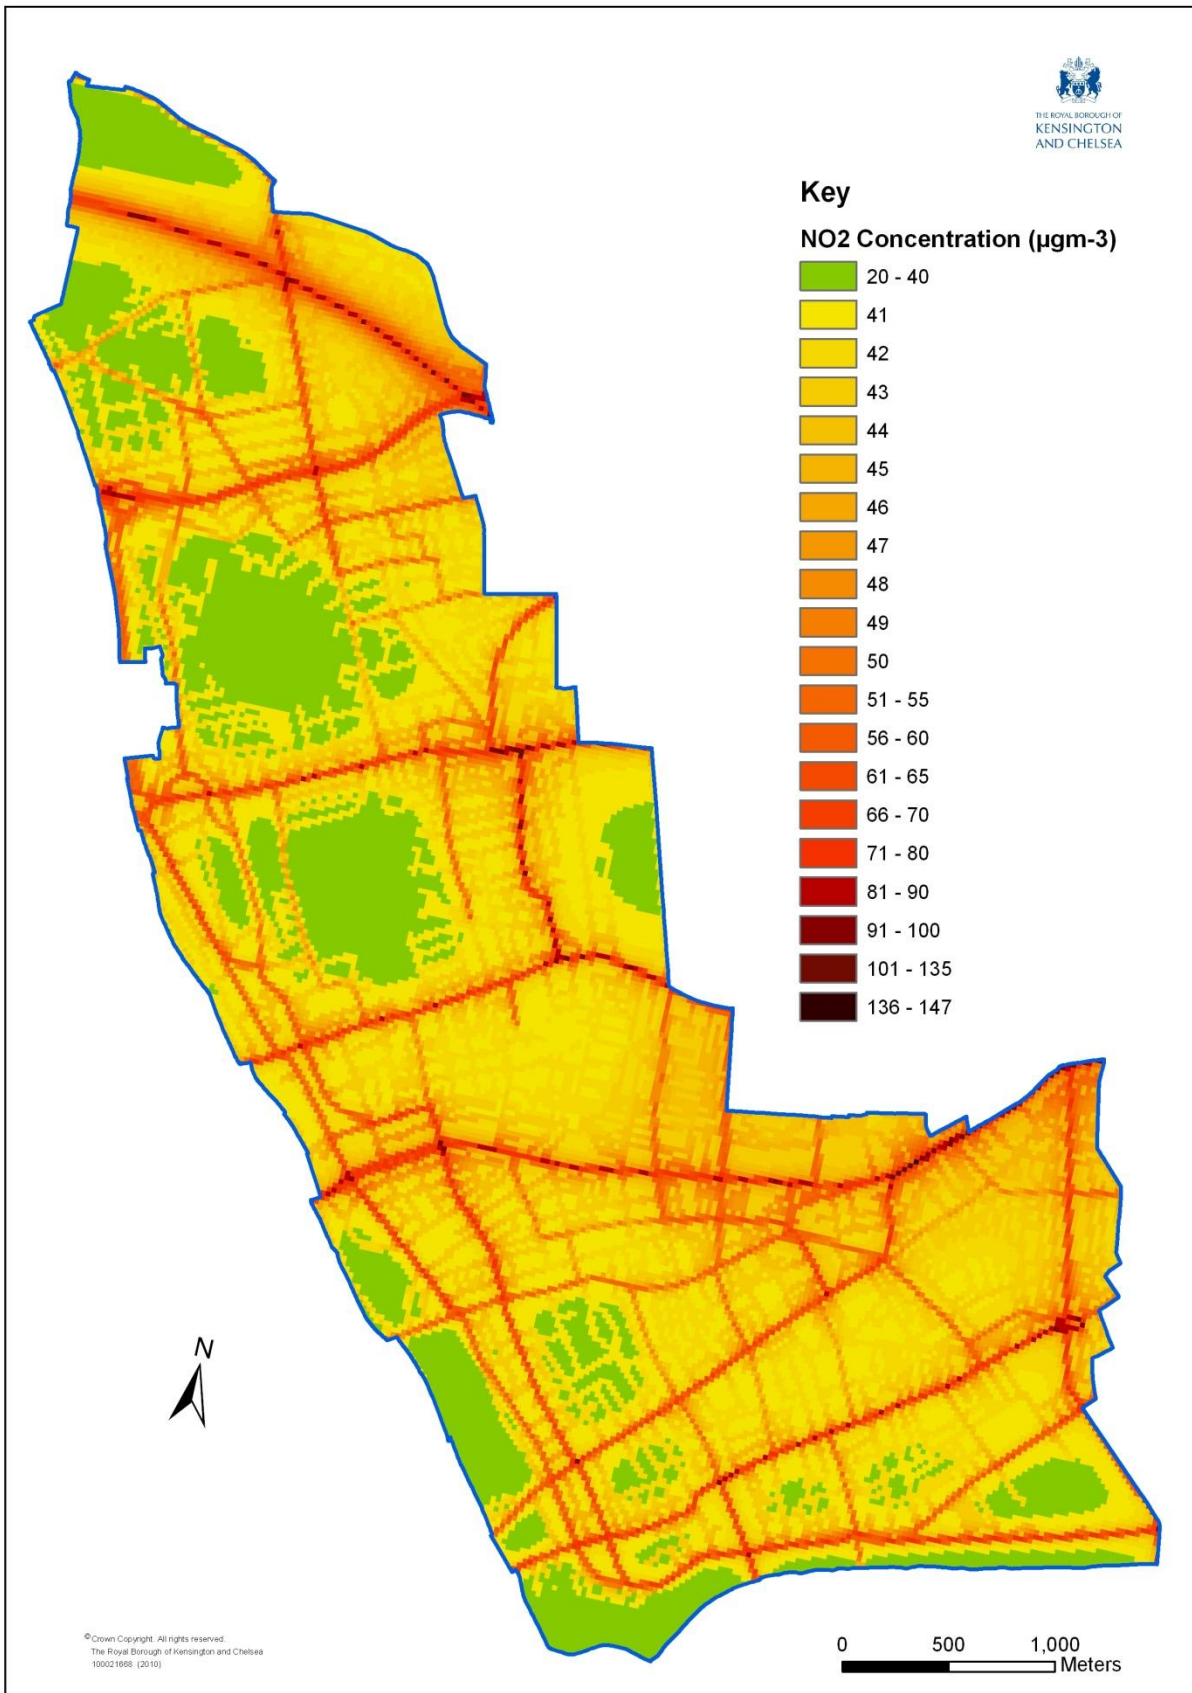 THE ROYAL BOROUGH OF
KENSINGTON
AND CHELSEA
Key
NO2 Concentration (µgm-3)
20 - 40
41
42
43
44
45
46
47
48
49
50
51 - 55
56 - 60
61 - 65
66 - 70
71 - 80
81 - 90
91 - 100
101 - 135
136 - 147
N
©Crown Copyright. All rights reserved.
The Royal Borough of Kensington and Chelsea
100021668 (2010)
0 500 1,000
Meters